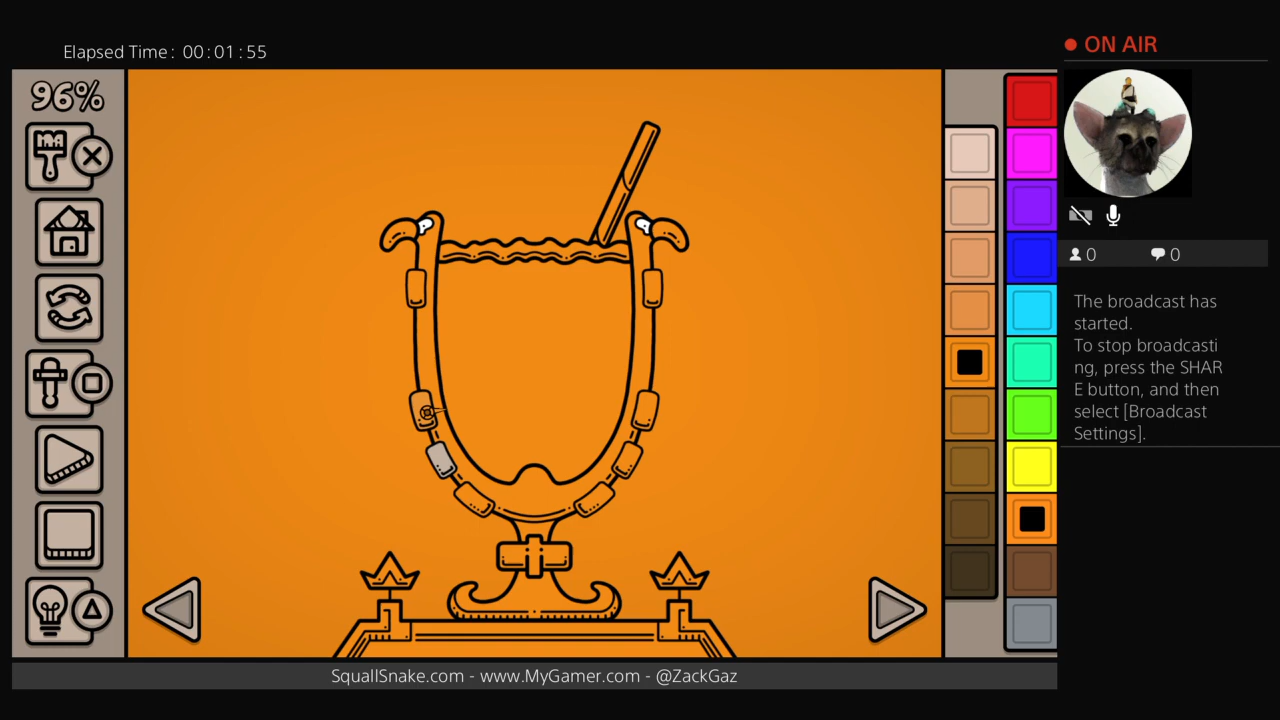 Elapsed Time: 00:01:55
ON AIR
96%
0 0
The broadcast has
started.
To stop broadcasti
ng, press the SHAR
E button, and then
select [Broadcast
Settings].
SquallSnake.com - www.MyGamer.com - @ZackGaz